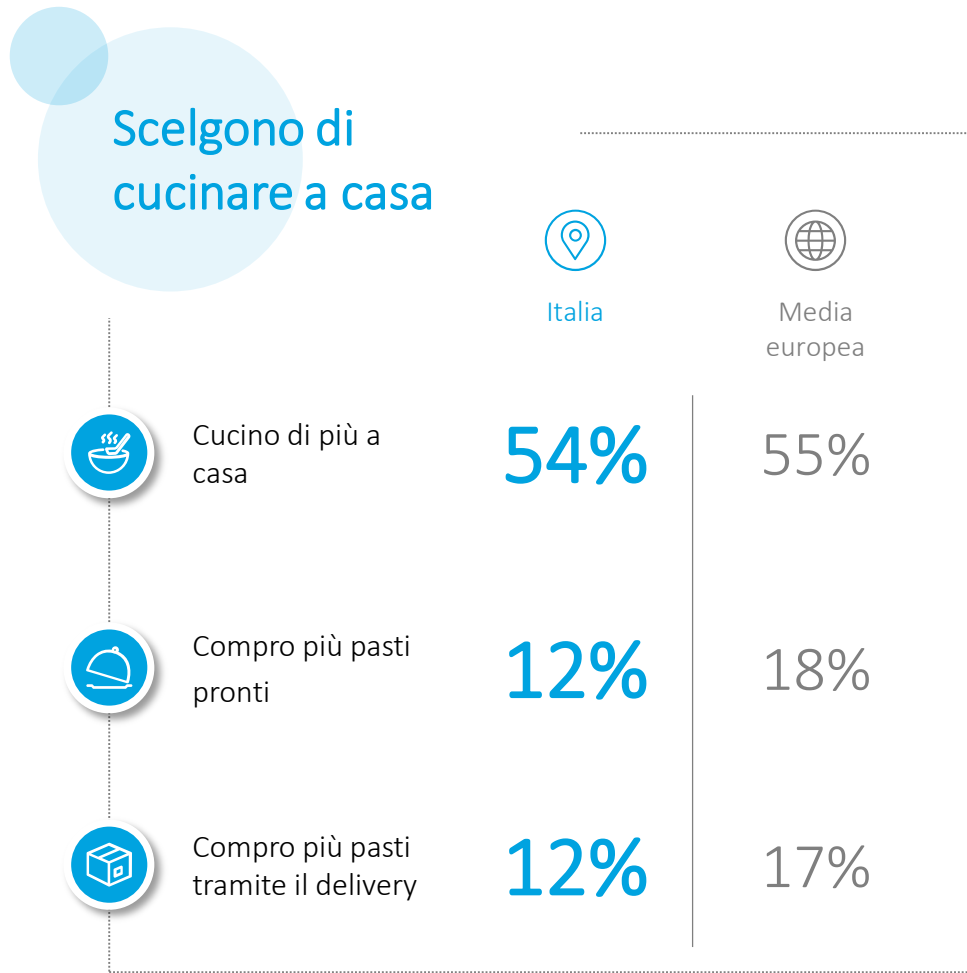 Scelgono di
cucinare a casa
Italia
Media
europea
Cucino di più a
casa
54%
55%
Compro più pasti
pronti
12%
18%
Compro più pasti
tramite il delivery
12%
17%